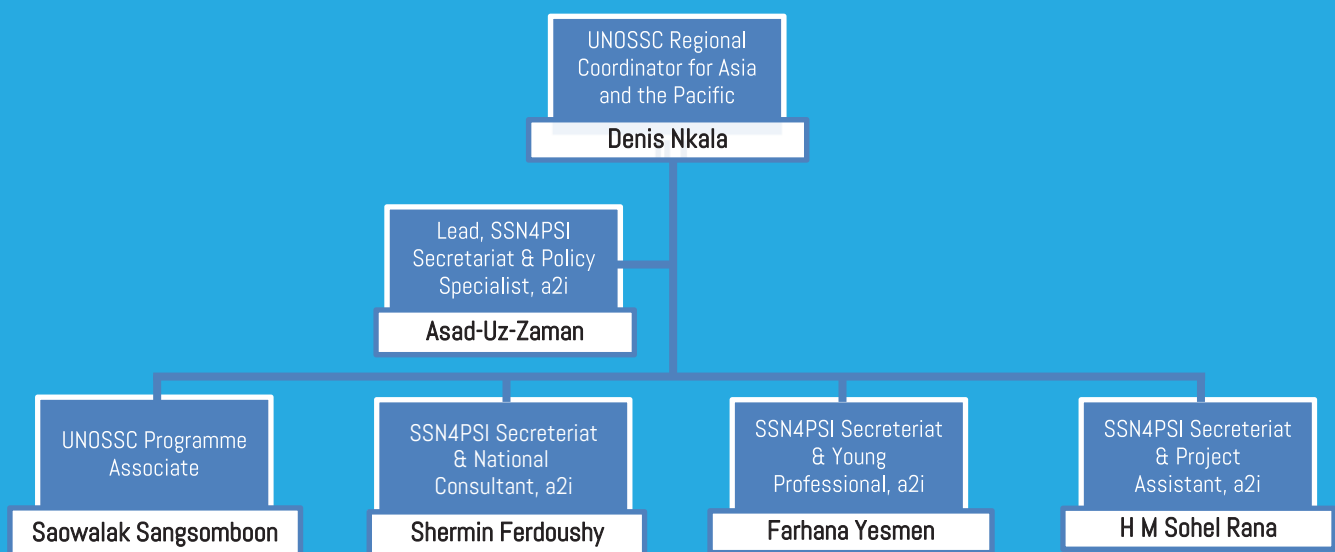 UNOSSC Regional
Coordinator for Asia
and the Pacific
Denis Nkala
Lead, SSN4PSI
Secretariat & Policy
Specialist, a2i
Asad-Uz-Zaman
UNOSSC Programme
Associate
Saowalak Sangsomboon
SSN4PSI Secreteriat
& National
Consultant, a2i
Shermin Ferdoushy
SSN4PSI Secreteriat
& Young
Professional, a2i
Farhana Yesmen
SSN4PSI Secreteriat
& Project
Assistant, a2i
H M Sohel Rana